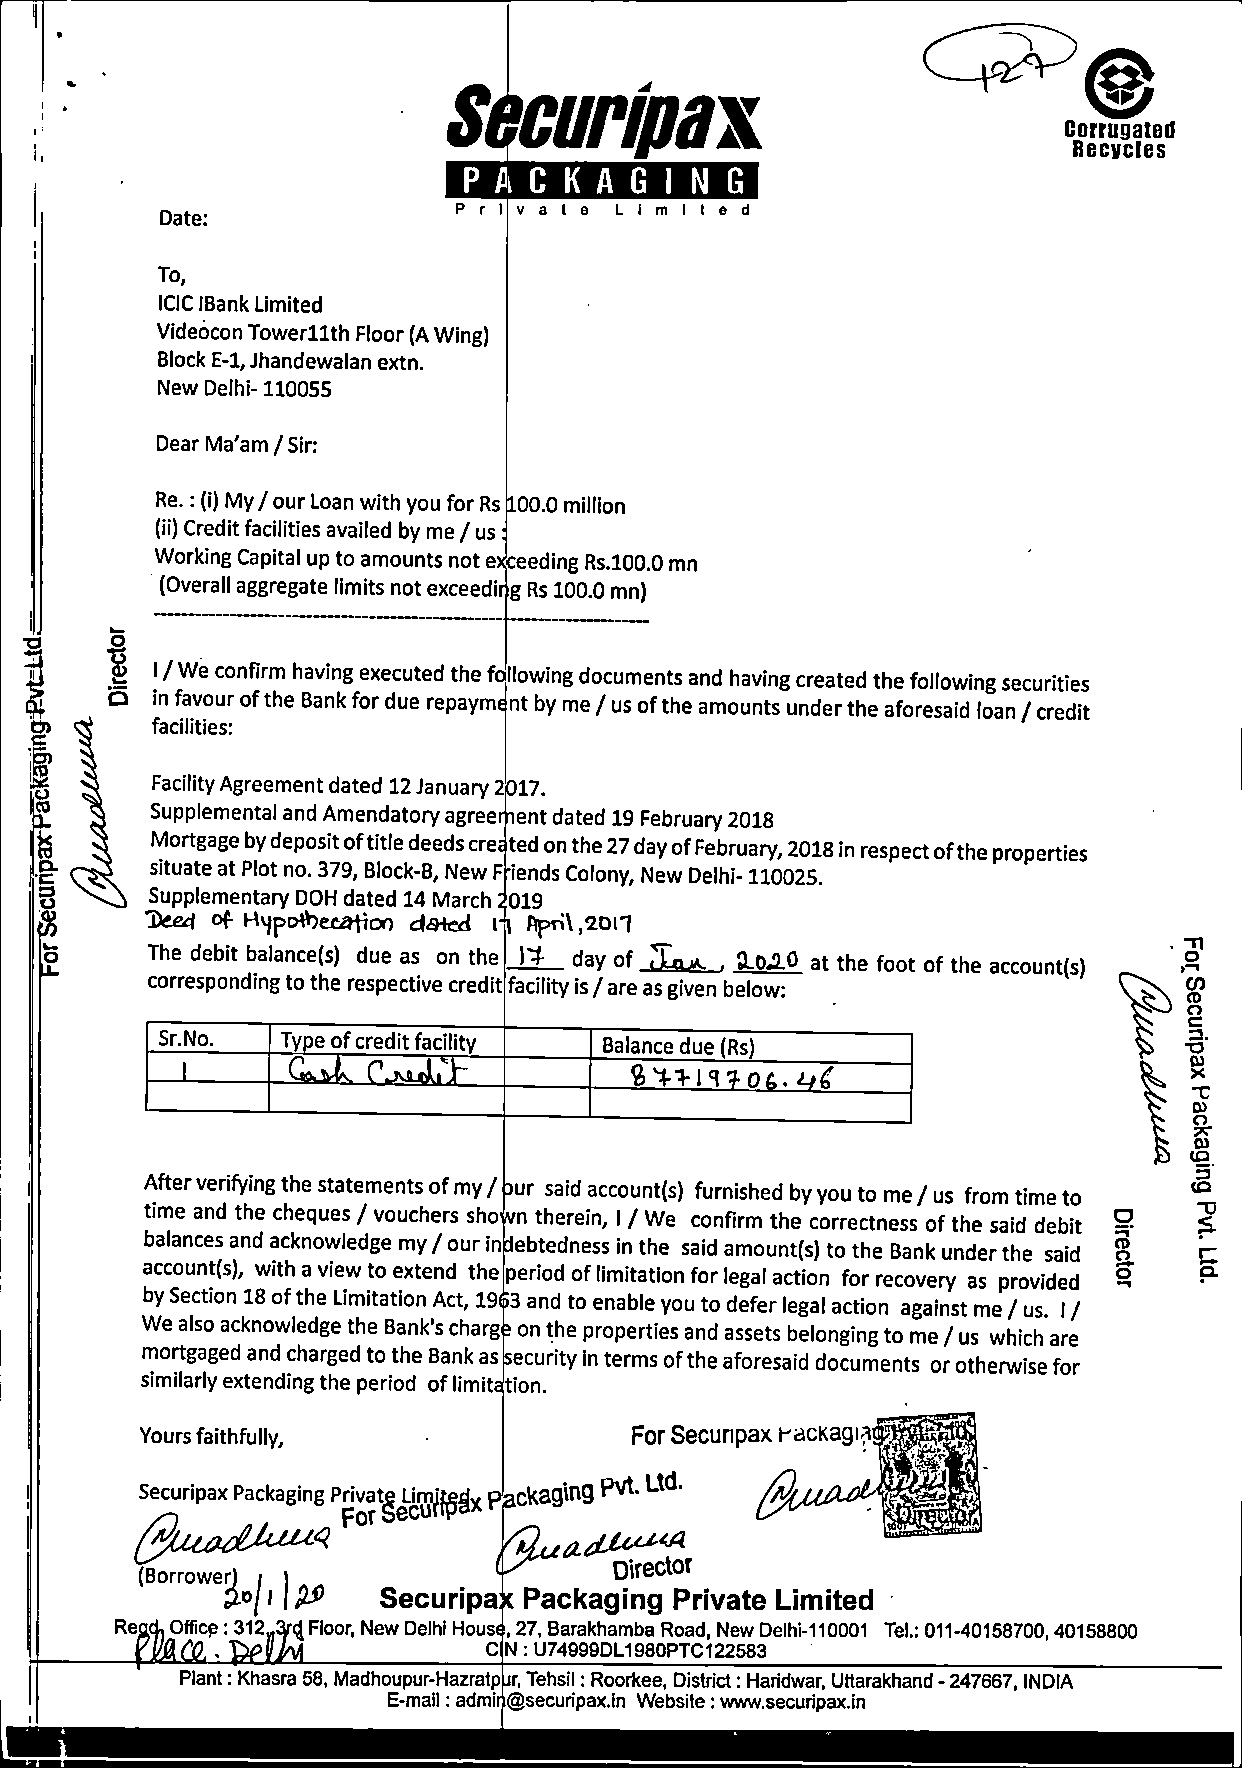 127
Securipax
PACKAGING
Private Limited
Corrugated
Recycles
Date:
To,
ICIC IBank Limited
Videocon Tower11th Floor (A Wing)
Block E-1, Jhandewalan extn.
New Delhi- 110055
Dear Ma'am / Sir:
Re. : (i) My / our Loan with you for Rs 100.0 million
(ii) Credit facilities availed by me / us :
Working Capital up to amounts not exceeding Rs.100.0 mn
(Overall aggregate limits not exceeding Rs 100.0 mn)
I / We confirm having executed the following documents and having created the following securities
in favour of the Bank for due repayment by me / us of the amounts under the aforesaid loan / credit
facilities:
Facility Agreement dated 12 January 2017.
Supplemental and Amendatory agreement dated 19 February 2018
Mortgage by deposit of title deeds created on the 27 day of February, 2018 in respect of the properties
situate at Plot no. 379, Block-B, New Friends Colony, New Delhi- 110025.
Supplementary DOH dated 14 March 2019
Deed of Hypothecation dated 17 April, 2017
The debit balance(s) due as on the 17 day of Jan, 2020 at the foot of the account(s)
corresponding to the respective credit facility is / are as given below:
Sr.No. Type of credit facility Balance due (Rs)
1 Cash Credit 87719706.46
After verifying the statements of my / our said account(s) furnished by you to me / us from time to
time and the cheques / vouchers shown therein, I / We confirm the correctness of the said debit
balances and acknowledge my / our indebtedness in the said amount(s) to the Bank under the said
account(s), with a view to extend the period of limitation for legal action for recovery as provided
by Section 18 of the Limitation Act, 1963 and to enable you to defer legal action against me / us. I /
We also acknowledge the Bank's charge on the properties and assets belonging to me / us which are
mortgaged and charged to the Bank as security in terms of the aforesaid documents or otherwise for
similarly extending the period of limitation.
Yours faithfully,
For Securipax Packaging
Securipax Packaging Private Limited
For Securipax Packaging Pvt. Ltd.
Director
Director
(Borrower)
20/1/20
Place. Delhi
For Securipax Packaging Pvt. Ltd.
Director
For Securipax Packaging Pvt. Ltd.
Director
Securipax Packaging Private Limited
Regd. Office : 312, 3rd Floor, New Delhi House, 27, Barakhamba Road, New Delhi-110001 Tel.: 011-40158700, 40158800
CIN : U74999DL1980PTC122583
Plant : Khasra 58, Madhoupur-Hazratpur, Tehsil : Roorkee, District : Haridwar, Uttarakhand - 247667, INDIA
E-mail : admin@securipax.in Website : www.securipax.in